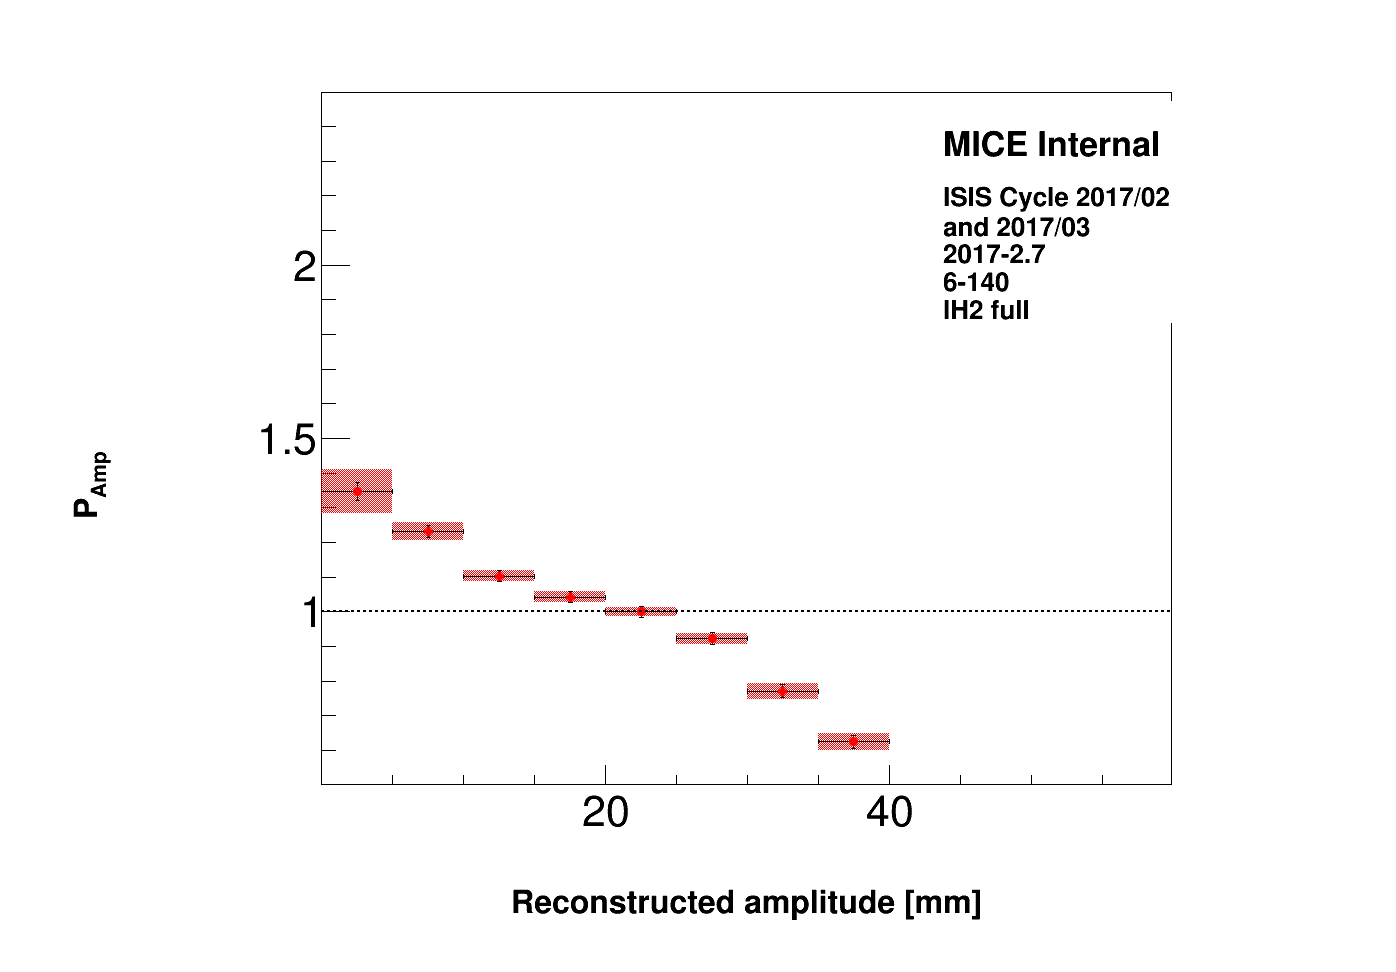 MICE Internal
ISIS Cycle 2017/02
and 2017/03
2017-2.7
6-140
IH2 full
2
1.5
1
P_Amp
20
40
Reconstructed amplitude [mm]